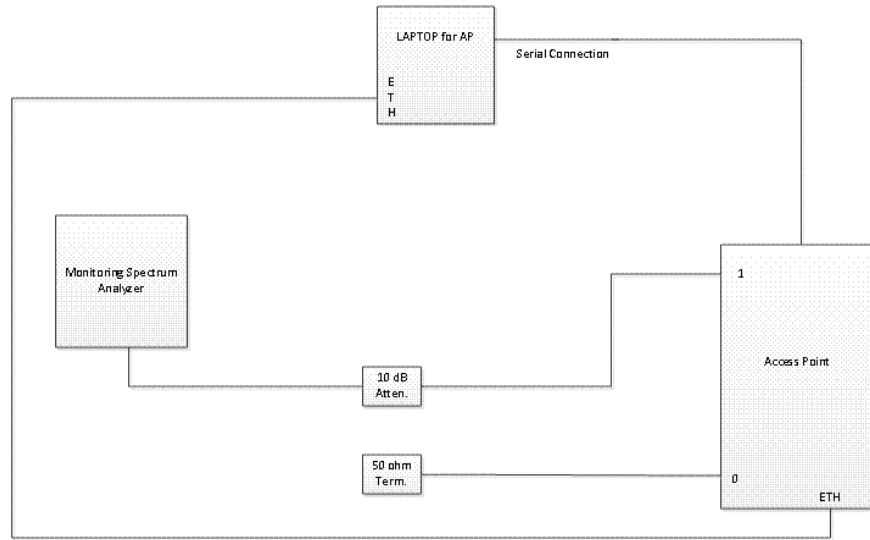 LAPTOP for AP
Serial Connection
E
T
H
Monitoring Spectrum
Analyzer
1
10 dB
Atten.
Access Point
50 ohm
Term.
0
ETH